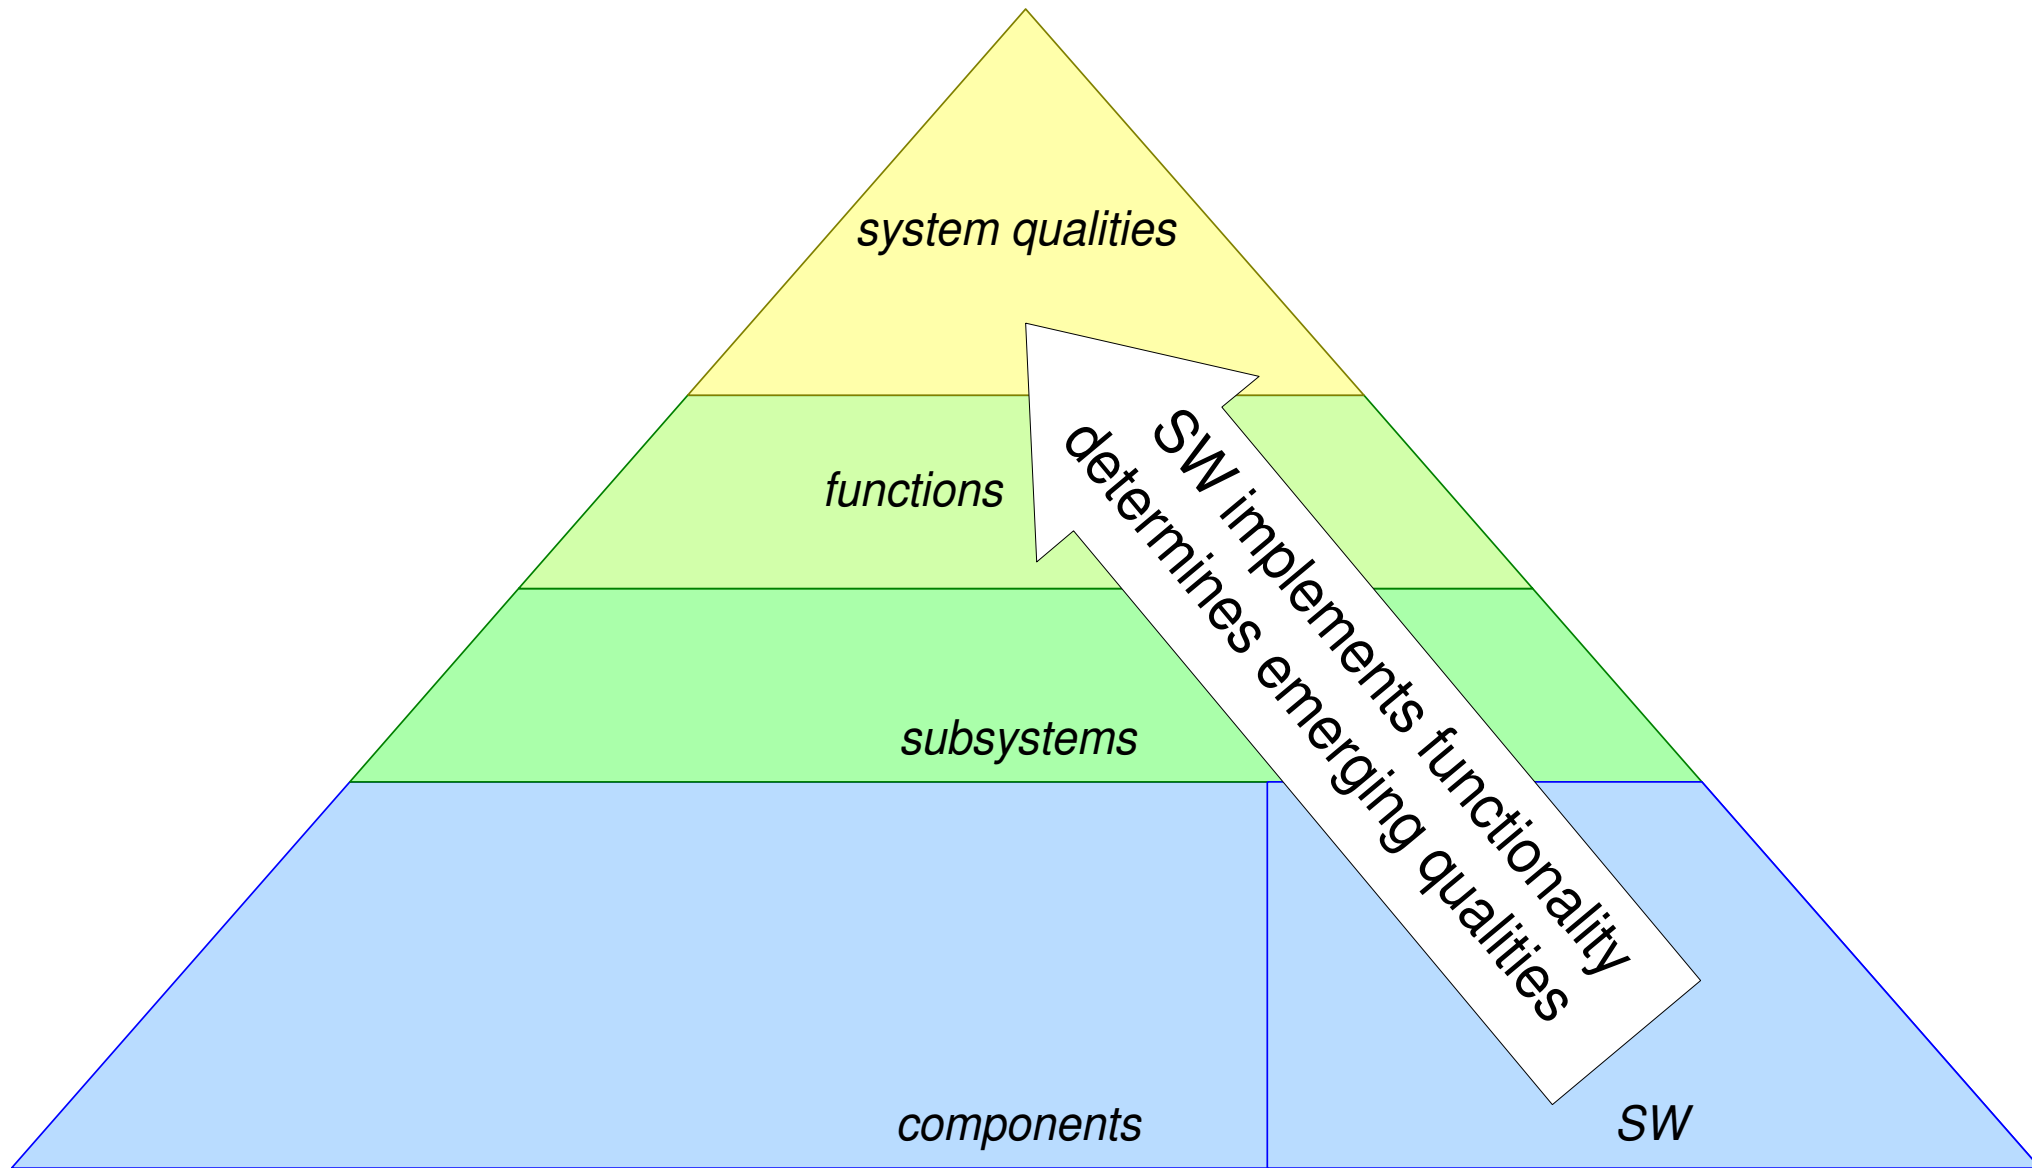 system qualities
functions
SW implements functionality
determines emerging qualities
subsystems
components
SW